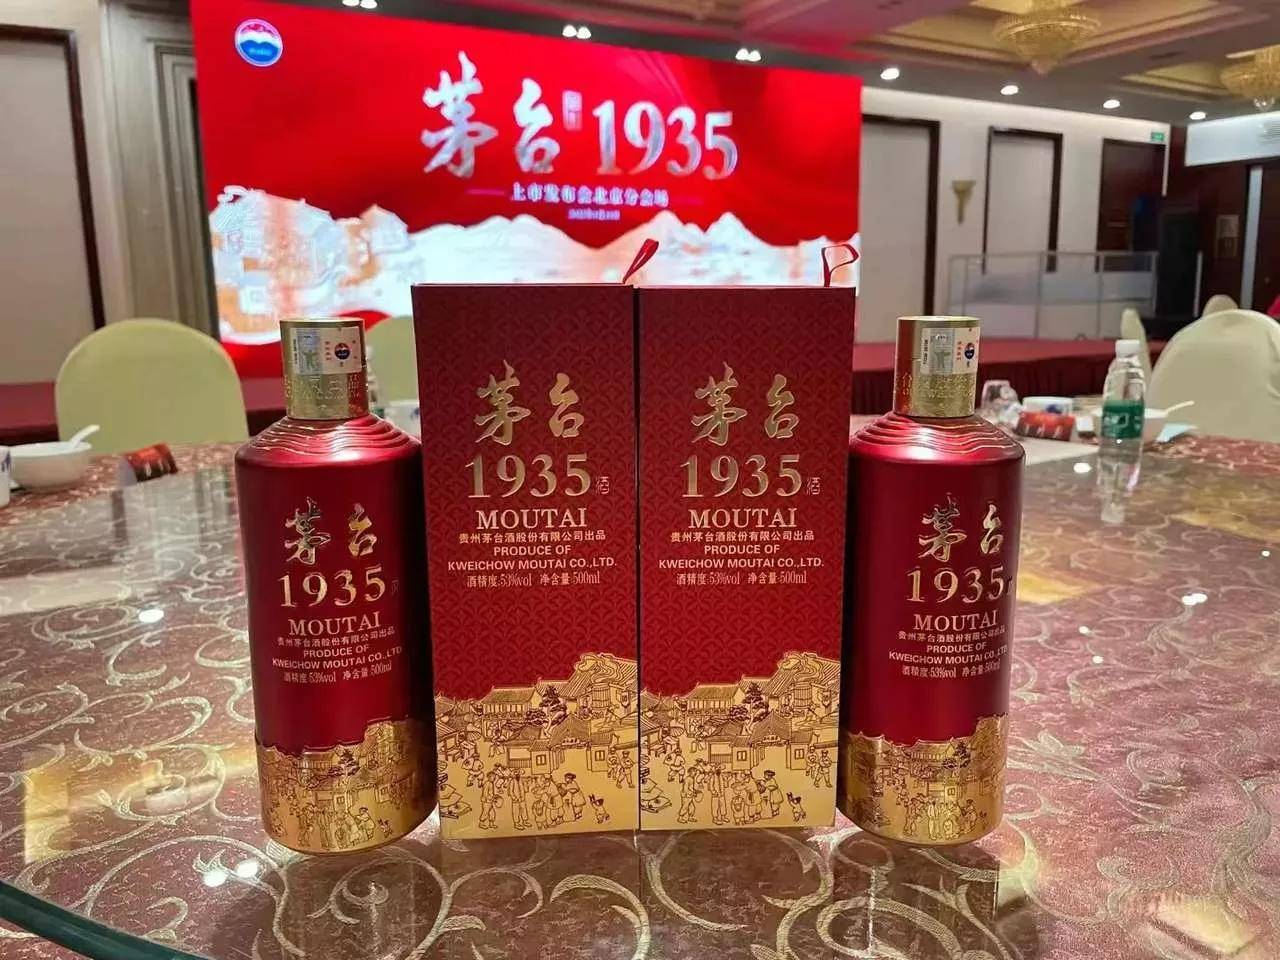 茅台 1935
上市发布会北京分会场
茅台
1935酒
MOUTAI
贵州茅台酒股份有限公司出品
PRODUCE OF
KWEICHOW MOUTAI CO.,LTD.
酒精度:53%vol 净含量:500ml
茅台
1935酒
MOUTAI
贵州茅台酒股份有限公司出品
PRODUCE OF
KWEICHOW MOUTAI CO.,LTD.
酒精度:53%vol 净含量:500ml
茅台
1935
MOUTAI
贵州茅台酒股份有限公司出品
PRODUCE OF
KWEICHOW MOUTAI CO.,LTD.
酒精度:53%vol 净含量:500ml
茅台
1935
MOUTAI
贵州茅台酒股份有限公司出品
PRODUCE OF
KWEICHOW MOUTAI CO.,LTD.
酒精度:53%vol 净含量:500ml